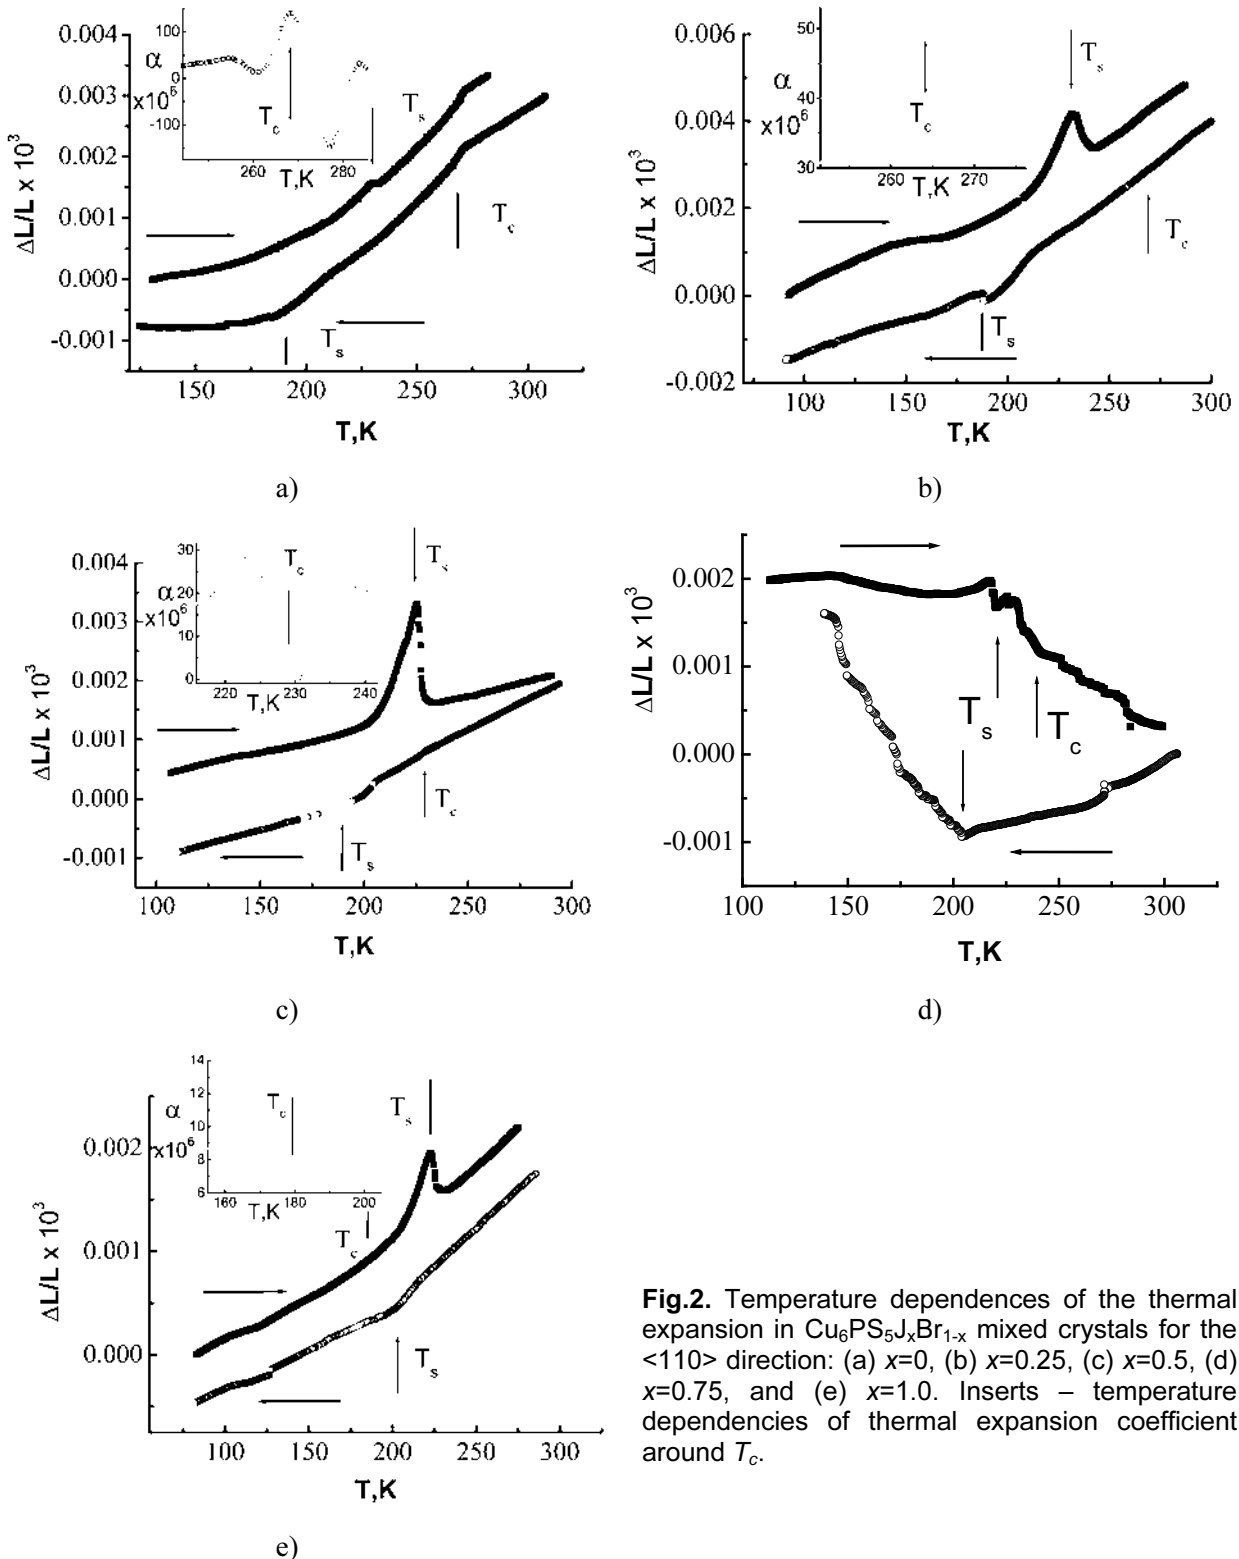 0.004
0.003
0.002
0.001
0.000
-0.001
ΔL/L x 10³
100
0
-100
α
x10⁶
260 280
T,K
T_c
T_s
T_c
T_s
150 200 250 300
T,K
a)
0.006
0.004
0.002
0.000
-0.002
ΔL/L x 10³
50
40
30
α
x10⁶
260 270
T,K
T_c
T_s
T_c
T_s
100 150 200 250 300
T,K
b)
0.004
0.003
0.002
0.001
0.000
-0.001
ΔL/L x 10³
30
20
10
0
α
x10⁶
220 230 240
T,K
T_c
T_s
T_c
T_s
100 150 200 250 300
T,K
c)
0.002
0.001
0.000
-0.001
ΔL/L x 10³
T_s
T_c
100 150 200 250 300
T,K
d)
0.002
0.001
0.000
ΔL/L x 10³
14
12
10
8
6
α
x10⁶
160 180 200
T,K
T_c
T_s
T_c
T_s
100 150 200 250 300
T,K
e)
Fig.2. Temperature dependences of the thermal
expansion in Cu₆PS₅JₓBr₁₋ₓ mixed crystals for the
<110> direction: (a) x=0, (b) x=0.25, (c) x=0.5, (d)
x=0.75, and (e) x=1.0. Inserts – temperature
dependencies of thermal expansion coefficient
around T_c.